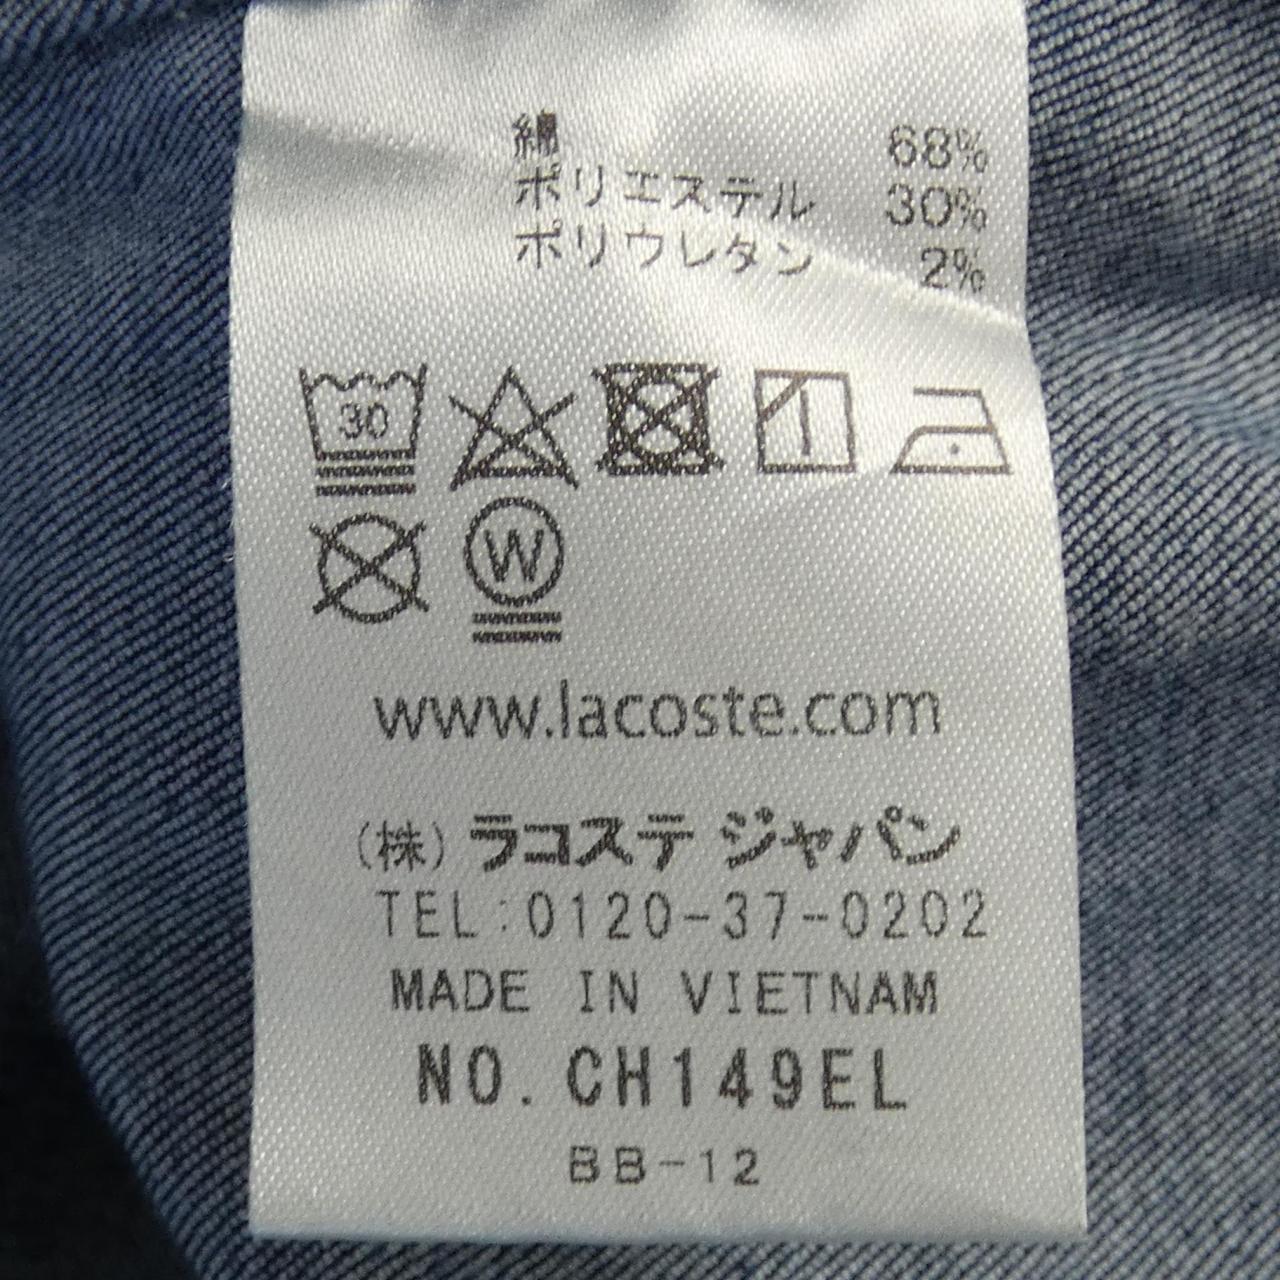 綿 68%
ポリエステル 30%
ポリウレタン 2%
30
W
www.lacoste.com
(株) ラコステ ジャパン
TEL:0120-37-0202
MADE IN VIETNAM
NO. CH149EL
BB-12